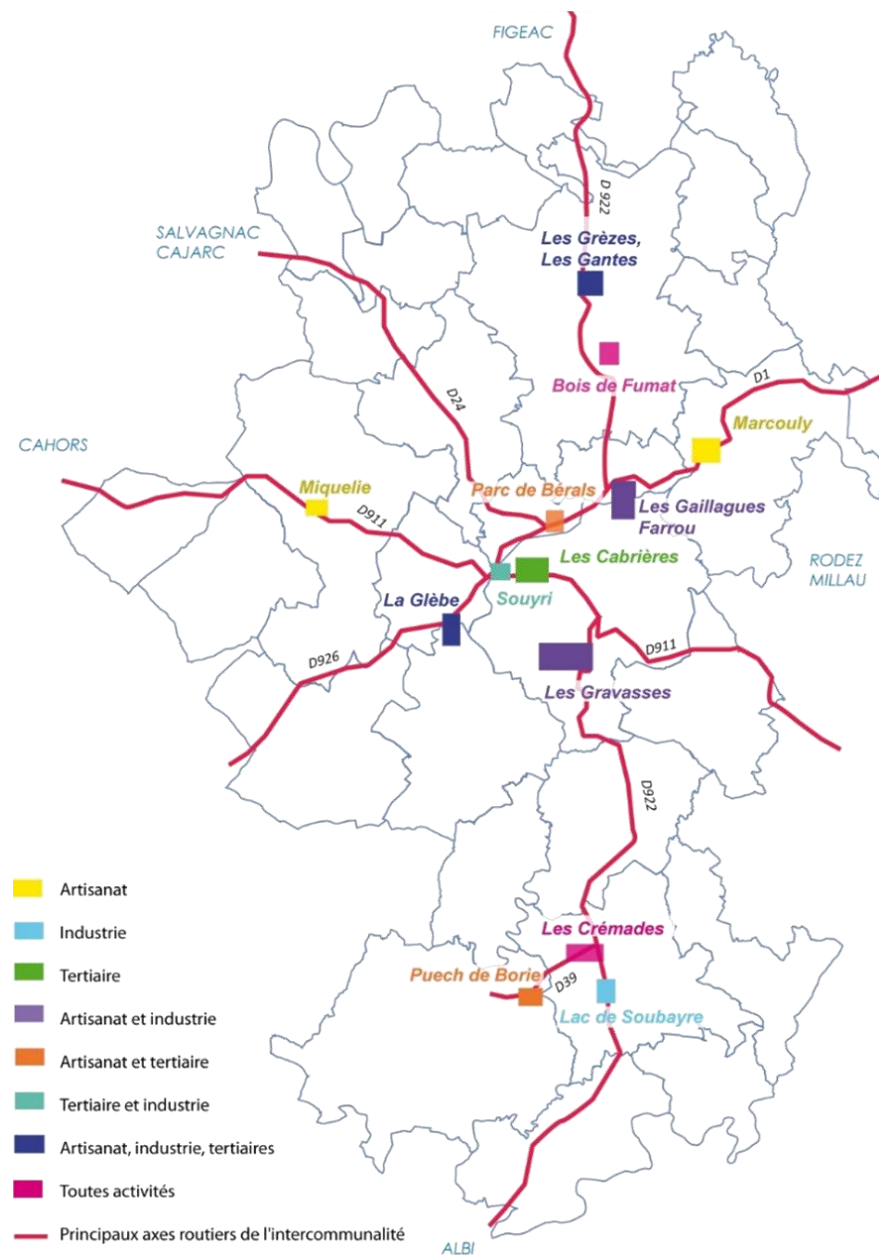 FIGEAC
D 922
SALVAGNAC
CAJARC
Les Grèzes,
Les Gantes
Bois de Fumat
D1
D24
Marcouly
CAHORS
Miquelie
Parc de Bérals
Les Gaillagues
Farrou
D911
Les Cabrières
RODEZ
MILLAU
La Glèbe
Souyri
D926
D911
Les Gravasses
D922
Artisanat
Industrie
Les Crémades
Tertiaire
Puech de Borie
D39
Artisanat et industrie
Lac de Soubayre
Artisanat et tertiaire
Tertiaire et industrie
Artisanat, industrie, tertiaires
Toutes activités
Principaux axes routiers de l'intercommunalité
ALBI